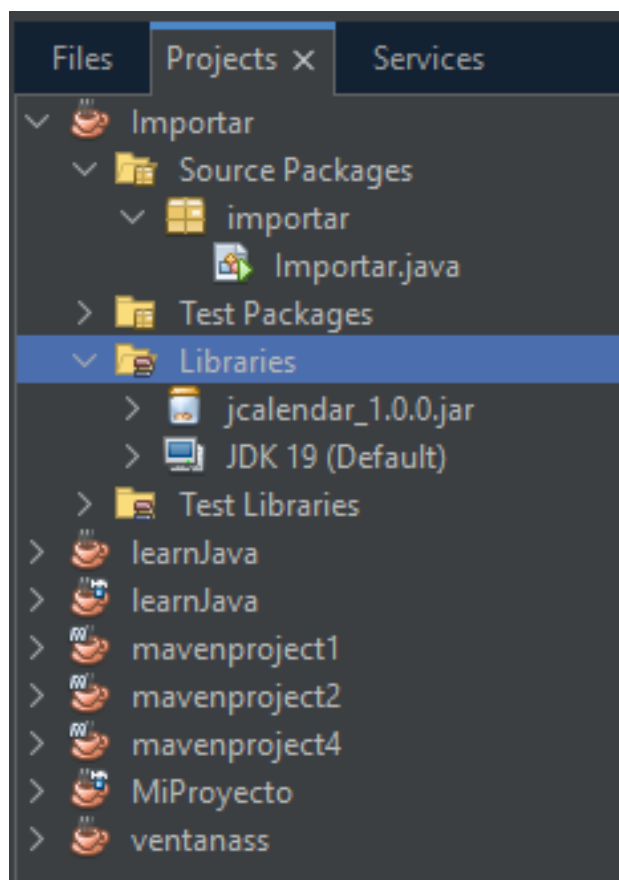 Files Projects × Services
Importar
Source Packages
importar
Importar.java
Test Packages
Libraries
jcalendar_1.0.0.jar
JDK 19 (Default)
Test Libraries
learnJava
learnJava
mavenproject1
mavenproject2
mavenproject4
MiProyecto
ventanass